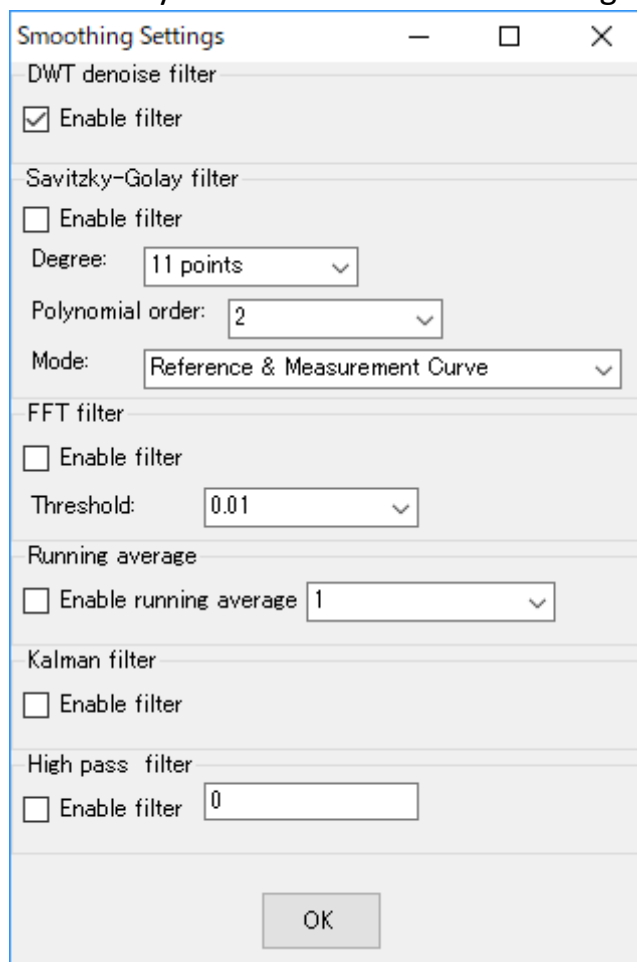 Smoothing Settings
DWT denoise filter
Enable filter
Savitzky-Golay filter
Enable filter
Degree: 11 points
Polynomial order: 2
Mode: Reference & Measurement Curve
FFT filter
Enable filter
Threshold: 0.01
Running average
Enable running average 1
Kalman filter
Enable filter
High pass filter
Enable filter 0
OK